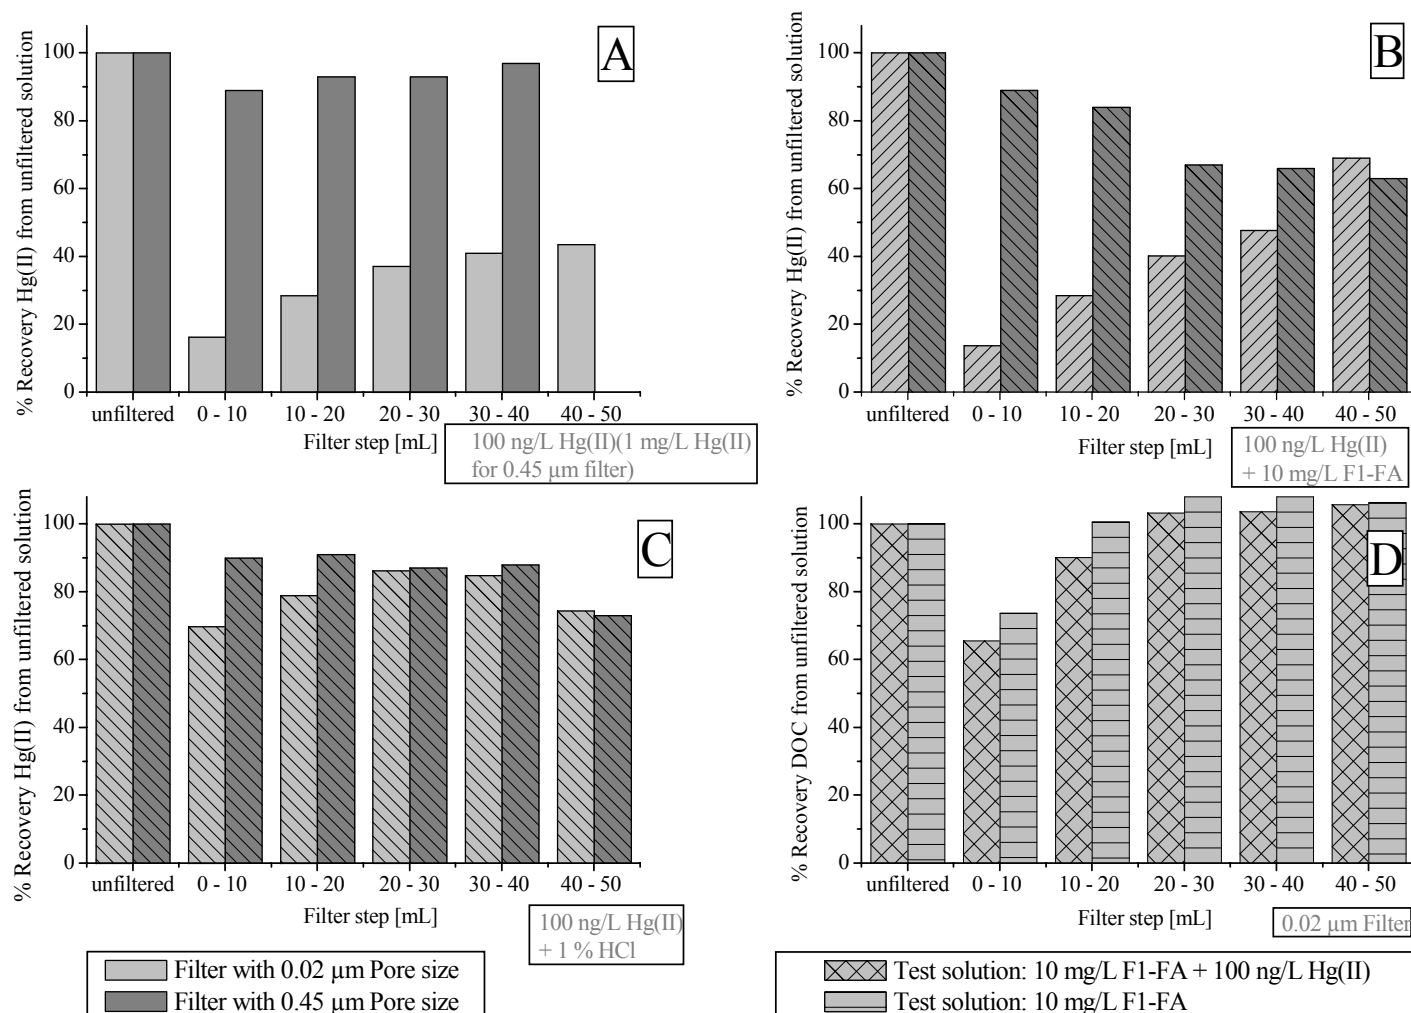 % Recovery Hg(II) from unfiltered solution
100
80
60
40
20
0
A
unfiltered 0 - 10 10 - 20 20 - 30 30 - 40 40 - 50
Filter step [mL]
100 ng/L Hg(II)(1 mg/L Hg(II)
for 0.45 µm filter)
% Recovery Hg(II) from unfiltered solution
100
80
60
40
20
0
B
unfiltered 0 - 10 10 - 20 20 - 30 30 - 40 40 - 50
Filter step [mL]
100 ng/L Hg(II)
+ 10 mg/L F1-FA
% Recovery Hg(II) from unfiltered solution
100
80
60
40
20
0
C
unfiltered 0 - 10 10 - 20 20 - 30 30 - 40 40 - 50
Filter step [mL]
100 ng/L Hg(II)
+ 1 % HCl
% Recovery DOC from unfiltered solution
100
80
60
40
20
0
D
unfiltered 0 - 10 10 - 20 20 - 30 30 - 40 40 - 50
Filter step [mL]
0.02 µm Filter
Filter with 0.02 µm Pore size
Filter with 0.45 µm Pore size
Test solution: 10 mg/L F1-FA + 100 ng/L Hg(II)
Test solution: 10 mg/L F1-FA